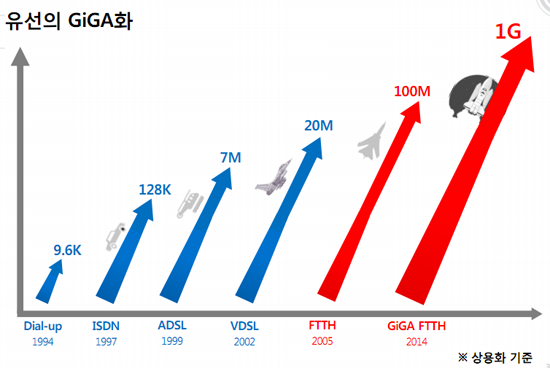 유선의 GiGA화
1G
100M
20M
7M
128K
9.6K
Dial-up ISDN ADSL VDSL FTTH GiGA FTTH
1994 1997 1999 2002 2005 2014
※ 상용화 기준